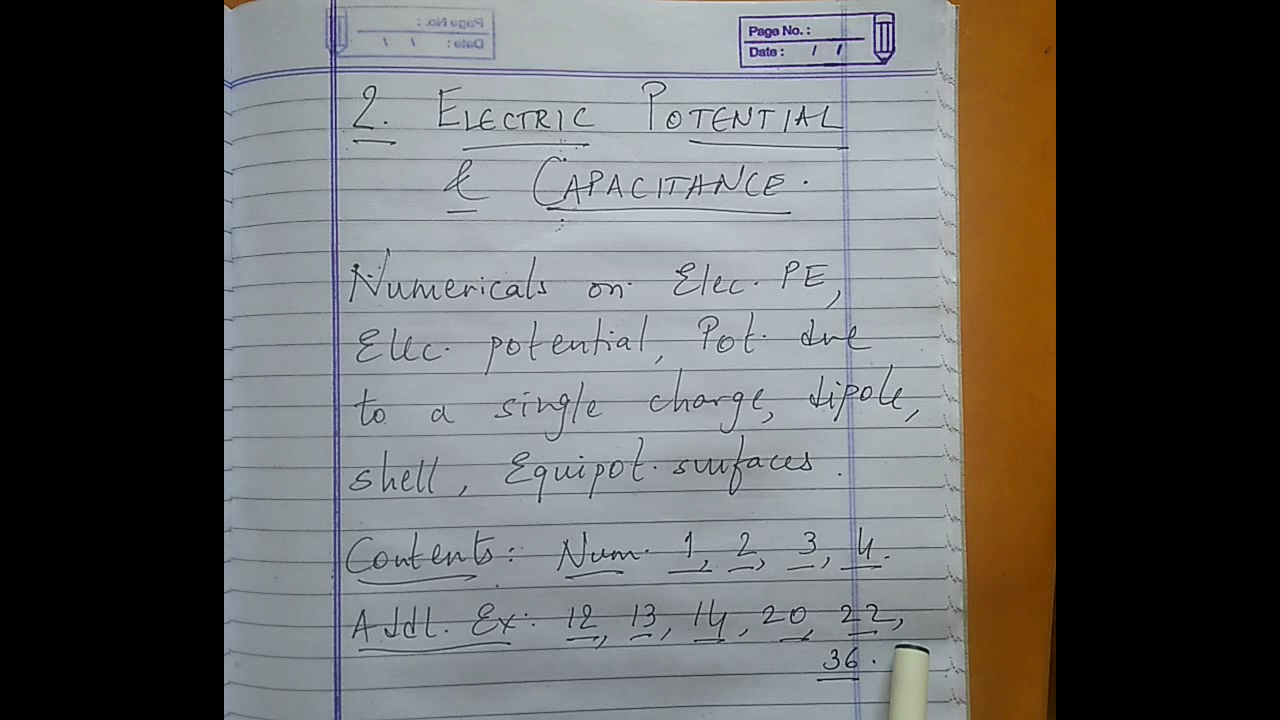 Page No. :
Date : / /
Page No. :
Date : / /
2. ELECTRIC POTENTIAL
& CAPACITANCE.
Numericals on Elec. PE,
Elec. potential, Pot. due
to a single charge, dipole,
shell, Equipot. surfaces.
Contents: Num. 1, 2, 3, 4.
Addl. Ex: 12, 13, 14, 20, 22,
36.